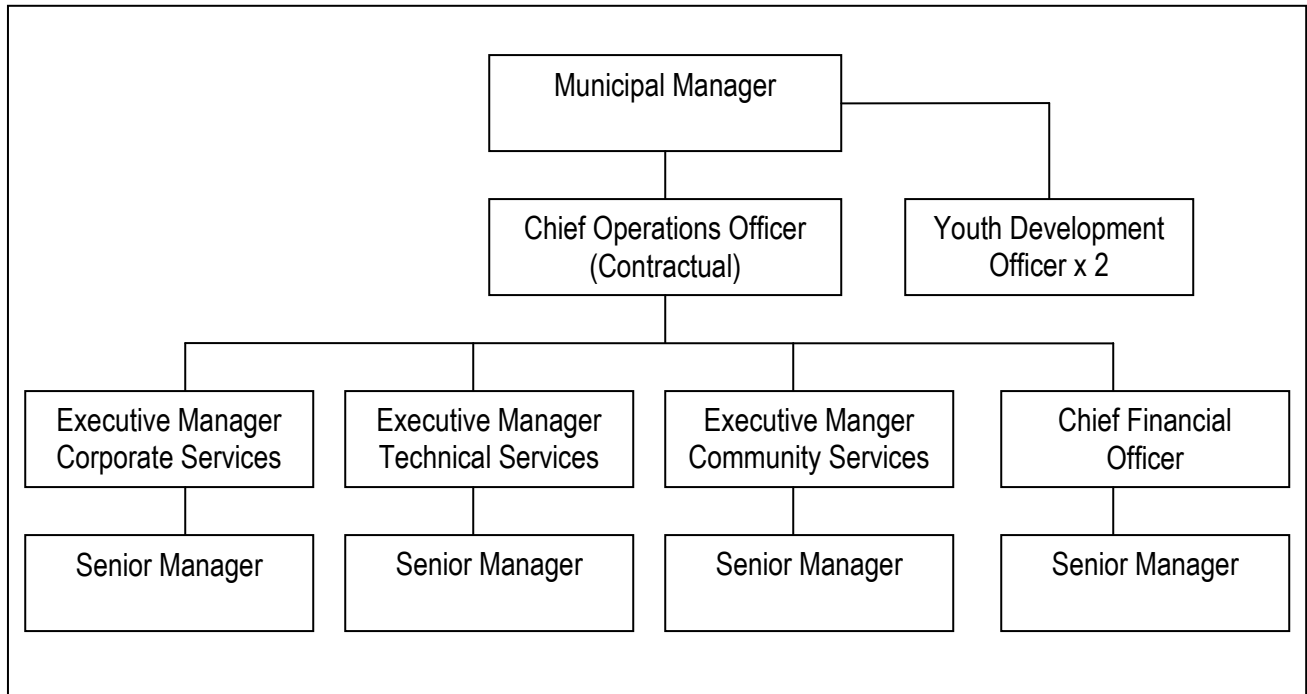 Municipal Manager
Chief Operations Officer
(Contractual)
Youth Development
Officer x 2
Executive Manager
Corporate Services
Executive Manager
Technical Services
Executive Manger
Community Services
Chief Financial
Officer
Senior Manager
Senior Manager
Senior Manager
Senior Manager